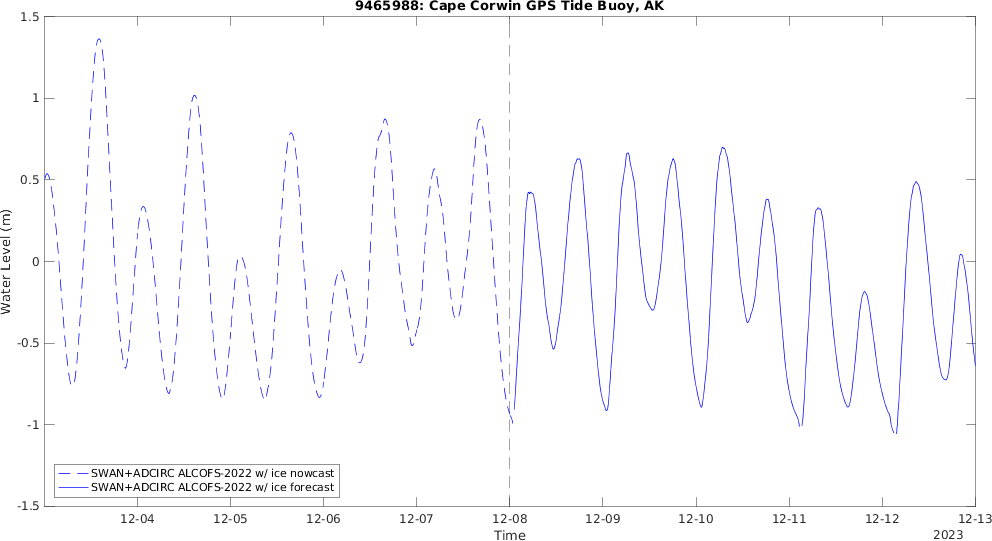 9465988: Cape Corwin GPS Tide Buoy, AK
1.5
1
0.5
0
-0.5
-1
-1.5
Water Level (m)
SWAN+ADCIRC ALCOFS-2022 w/ ice nowcast
SWAN+ADCIRC ALCOFS-2022 w/ ice forecast
12-04 12-05 12-06 12-07 12-08 12-09 12-10 12-11 12-12 12-13
Time
2023